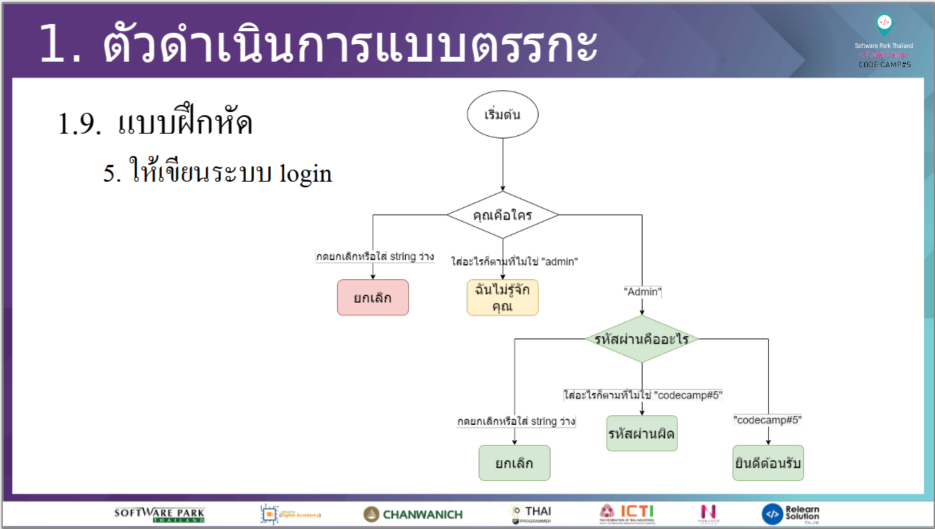 1. ตัวดำเนินการแบบตรรกะ
Software Park Thailand
CODE CAMP#5
1.9. แบบฝึกหัด
5. ให้เขียนระบบ login
เริ่มต้น
คุณคือใคร
กดยกเลิกหรือใส่ string ว่าง
ใส่อะไรก็ตามที่ไม่ใช่ "admin"
"Admin"
ยกเลิก
ฉันไม่รู้จัก
คุณ
รหัสผ่านคืออะไร
กดยกเลิกหรือใส่ string ว่าง
ใส่อะไรก็ตามที่ไม่ใช่ "codecamp#5"
"codecamp#5"
ยกเลิก
รหัสผ่านผิด
ยินดีต้อนรับ
SOFTWARE PARK
THAILAND
Digital Academy
CHANWANICH
THAI
PROGRAMMER
ICTI
Relearn
Solution